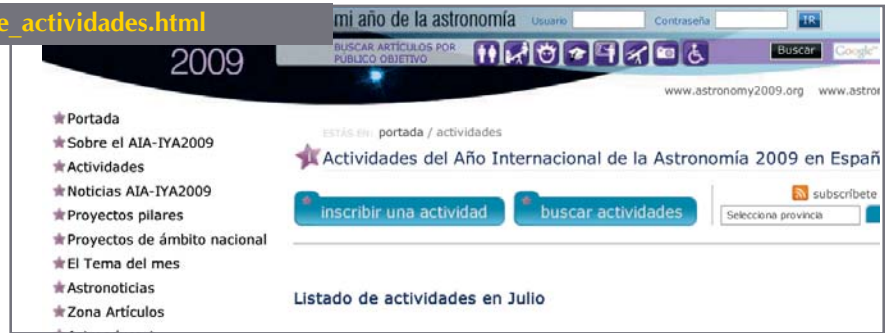 e_actividades.html
mi año de la astronomía Usuario Contraseña IR
BUSCAR ARTÍCULOS POR
PÚBLICO OBJETIVO
Buscar Google
2009
www.astronomy2009.org www.astron
Portada
Sobre el AIA-IYA2009
Actividades
Noticias AIA-IYA2009
Proyectos pilares
Proyectos de ámbito nacional
El Tema del mes
Astronoticias
Zona Artículos
ESTÁS EN: portada / actividades
Actividades del Año Internacional de la Astronomía 2009 en Españ
subscríbete
inscribir una actividad buscar actividades Selecciona provincia
Listado de actividades en Julio